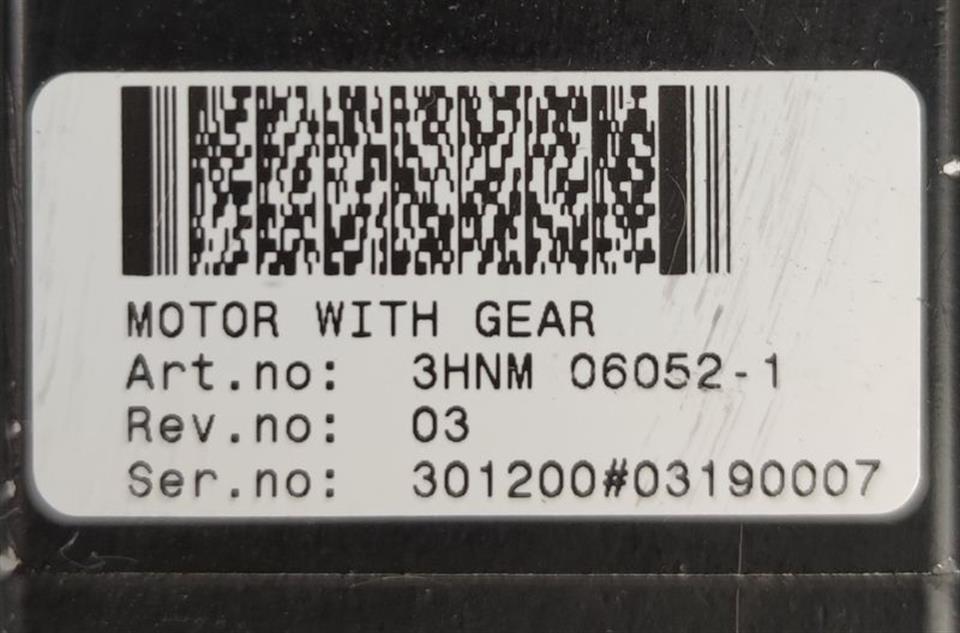 MOTOR WITH GEAR
Art.no: 3HNM 06052-1
Rev.no: 03
Ser.no: 301200#03190007